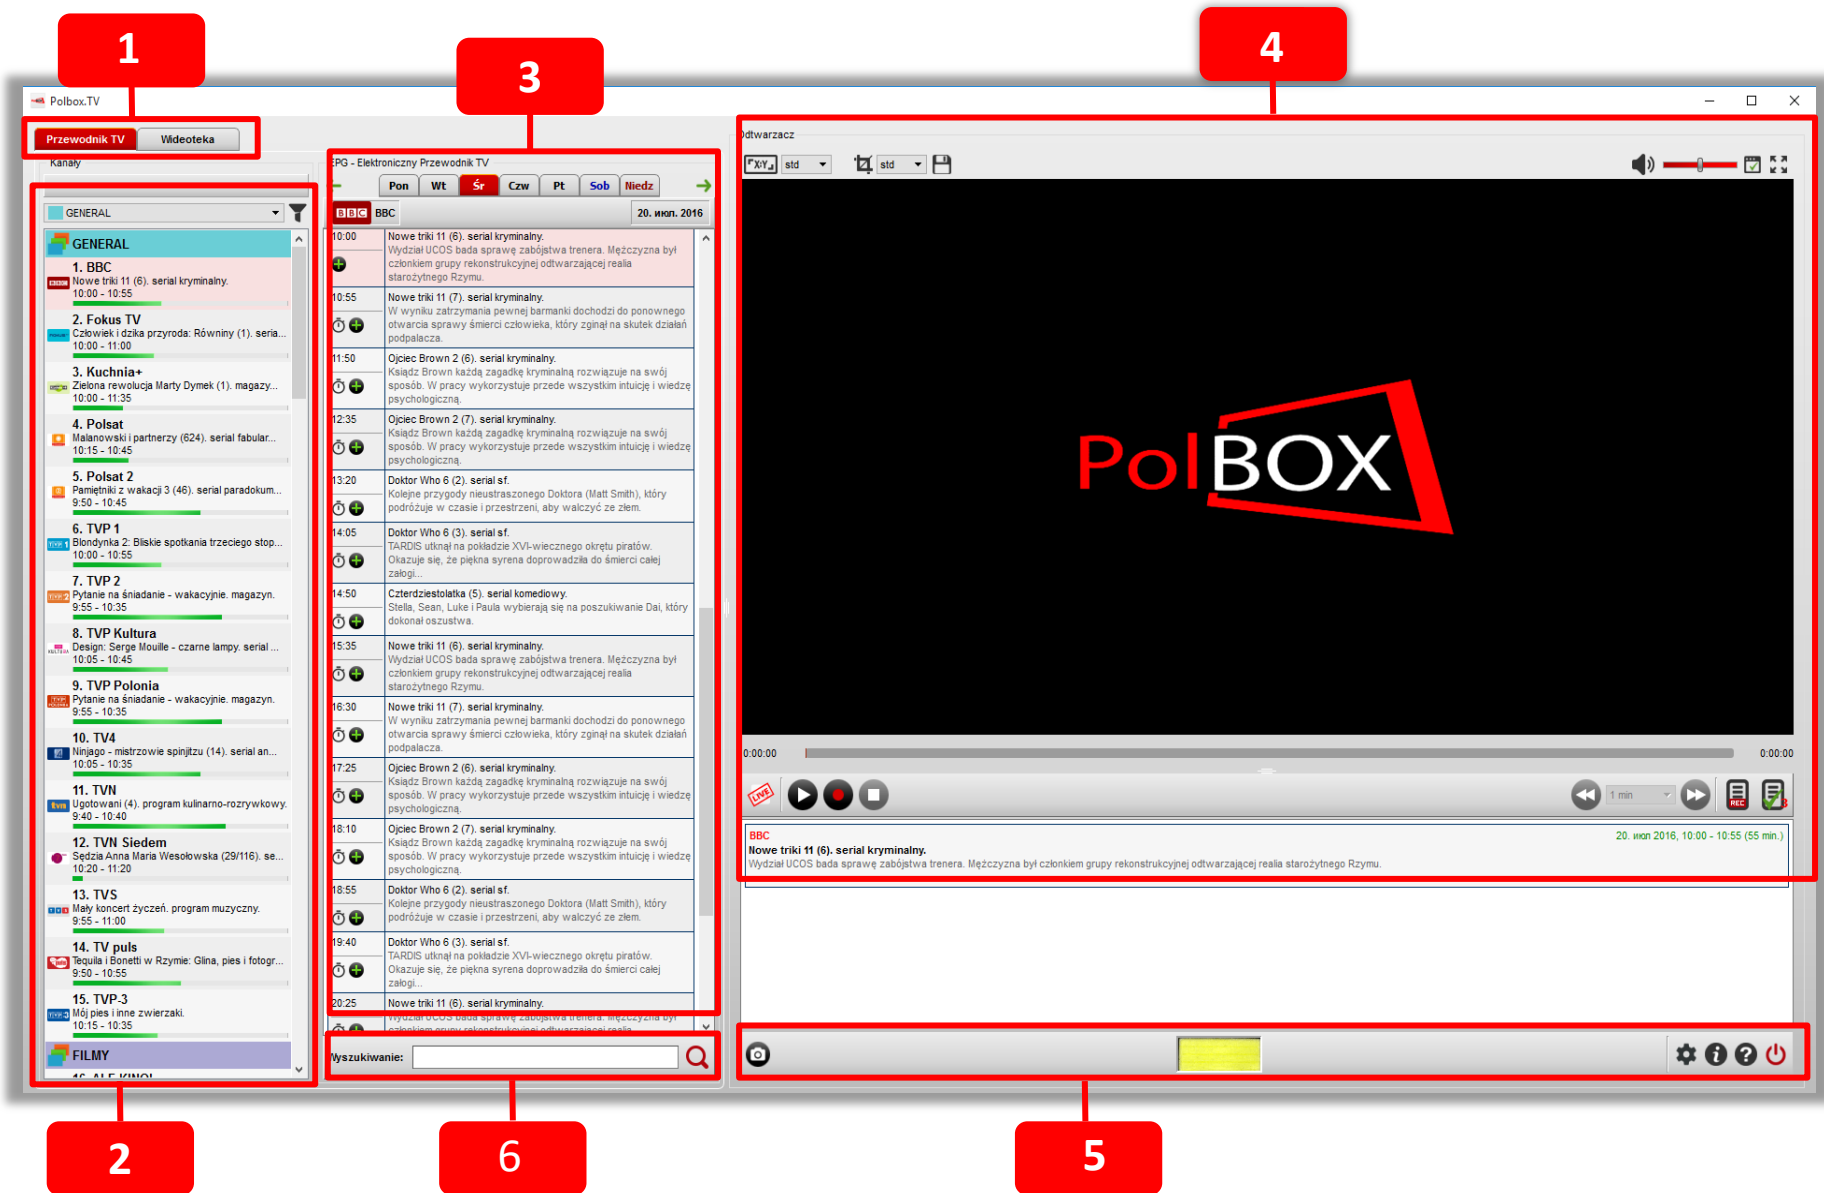 1
3
4
Polbox.TV
Przewodnik TV
Wideoteka
Kanały
GENERAL
GENERAL
1. BBC
Nowe triki 11 (6). serial kryminalny.
10:00 - 10:55
2. Fokus TV
Człowiek i dzika przyroda: Równiny (1). seria...
10:00 - 11:00
3. Kuchnia+
Zielona rewolucja Marty Dymek (1). magazy...
10:00 - 11:35
4. Polsat
Malanowski i partnerzy (624). serial fabular...
10:15 - 10:45
5. Polsat 2
Pamiętniki z wakacji 3 (46). serial paradokum...
9:50 - 10:45
6. TVP 1
Blondynka 2: Bliskie spotkania trzeciego stop...
10:00 - 10:55
7. TVP 2
Pytanie na śniadanie - wakacyjnie. magazyn.
9:55 - 10:35
8. TVP Kultura
Design: Serge Mouille - czarne lampy. serial ...
10:05 - 10:45
9. TVP Polonia
Pytanie na śniadanie - wakacyjnie. magazyn.
9:55 - 10:35
10. TV4
Ninjago - mistrzowie spinjitzu (14). serial an...
10:05 - 10:35
11. TVN
Ugotowani (4). program kulinarno-rozrywkowy.
9:40 - 10:40
12. TVN Siedem
Sędzia Anna Maria Wesołowska (29/116). se...
10:20 - 11:20
13. TVS
Mały koncert życzeń. program muzyczny.
9:55 - 11:00
14. TV puls
Tequila i Bonetti w Rzymie: Glina, pies i fotogr...
9:50 - 10:55
15. TVP-3
Mój pies i inne zwierzaki.
10:15 - 10:35
FILMY
16. ALE KINO!
EPG - Elektroniczny Przewodnik TV
Pon Wt Śr Czw Pt Sob Niedz
BBC BBC 20. июл. 2016
10:00 Nowe triki 11 (6). serial kryminalny.
Wydział UCOS bada sprawę zabójstwa trenera. Mężczyzna był
członkiem grupy rekonstrukcyjnej odtwarzającej realia
starożytnego Rzymu.
10:55 Nowe triki 11 (7). serial kryminalny.
W wyniku zatrzymania pewnej barmanki dochodzi do ponownego
otwarcia sprawy śmierci człowieka, który zginął na skutek działań
podpalacza.
11:50 Ojciec Brown 2 (6). serial kryminalny.
Ksiądz Brown każdą zagadkę kryminalną rozwiązuje na swój
sposób. W pracy wykorzystuje przede wszystkim intuicję i wiedzę
psychologiczną.
12:35 Ojciec Brown 2 (7). serial kryminalny.
Ksiądz Brown każdą zagadkę kryminalną rozwiązuje na swój
sposób. W pracy wykorzystuje przede wszystkim intuicję i wiedzę
psychologiczną.
13:20 Doktor Who 6 (2). serial sf.
Kolejne przygody nieustraszonego Doktora (Matt Smith), który
podróżuje w czasie i przestrzeni, aby walczyć ze złem.
14:05 Doktor Who 6 (3). serial sf.
TARDIS utknął na pokładzie XVI-wiecznego okrętu piratów.
Okazuje się, że piękna syrena doprowadziła do śmierci całej
załogi...
14:50 Czterdziestolatka (5). serial komediowy.
Stella, Sean, Luke i Paula wybierają się na poszukiwanie Dai, który
dokonał oszustwa.
15:35 Nowe triki 11 (6). serial kryminalny.
Wydział UCOS bada sprawę zabójstwa trenera. Mężczyzna był
członkiem grupy rekonstrukcyjnej odtwarzającej realia
starożytnego Rzymu.
16:30 Nowe triki 11 (7). serial kryminalny.
W wyniku zatrzymania pewnej barmanki dochodzi do ponownego
otwarcia sprawy śmierci człowieka, który zginął na skutek działań
podpalacza.
17:25 Ojciec Brown 2 (6). serial kryminalny.
Ksiądz Brown każdą zagadkę kryminalną rozwiązuje na swój
sposób. W pracy wykorzystuje przede wszystkim intuicję i wiedzę
psychologiczną.
18:10 Ojciec Brown 2 (7). serial kryminalny.
Ksiądz Brown każdą zagadkę kryminalną rozwiązuje na swój
sposób. W pracy wykorzystuje przede wszystkim intuicję i wiedzę
psychologiczną.
18:55 Doktor Who 6 (2). serial sf.
Kolejne przygody nieustraszonego Doktora (Matt Smith), który
podróżuje w czasie i przestrzeni, aby walczyć ze złem.
19:40 Doktor Who 6 (3). serial sf.
TARDIS utknął na pokładzie XVI-wiecznego okrętu piratów.
Okazuje się, że piękna syrena doprowadziła do śmierci całej
załogi...
20:25 Nowe triki 11 (6). serial kryminalny.
Wydział UCOS bada sprawę zabójstwa trenera. Mężczyzna był
członkiem grupy rekonstrukcyjnej odtwarzającej realia
Wyszukiwanie:
Odtwarzacz
X:Y std std
PolBOX
0:00:00 0:00:00
LIVE 1 min REC
BBC 20. июл 2016, 10:00 - 10:55 (55 min.)
Nowe triki 11 (6). serial kryminalny.
Wydział UCOS bada sprawę zabójstwa trenera. Mężczyzna był członkiem grupy rekonstrukcyjnej odtwarzającej realia starożytnego Rzymu.
2
6
5